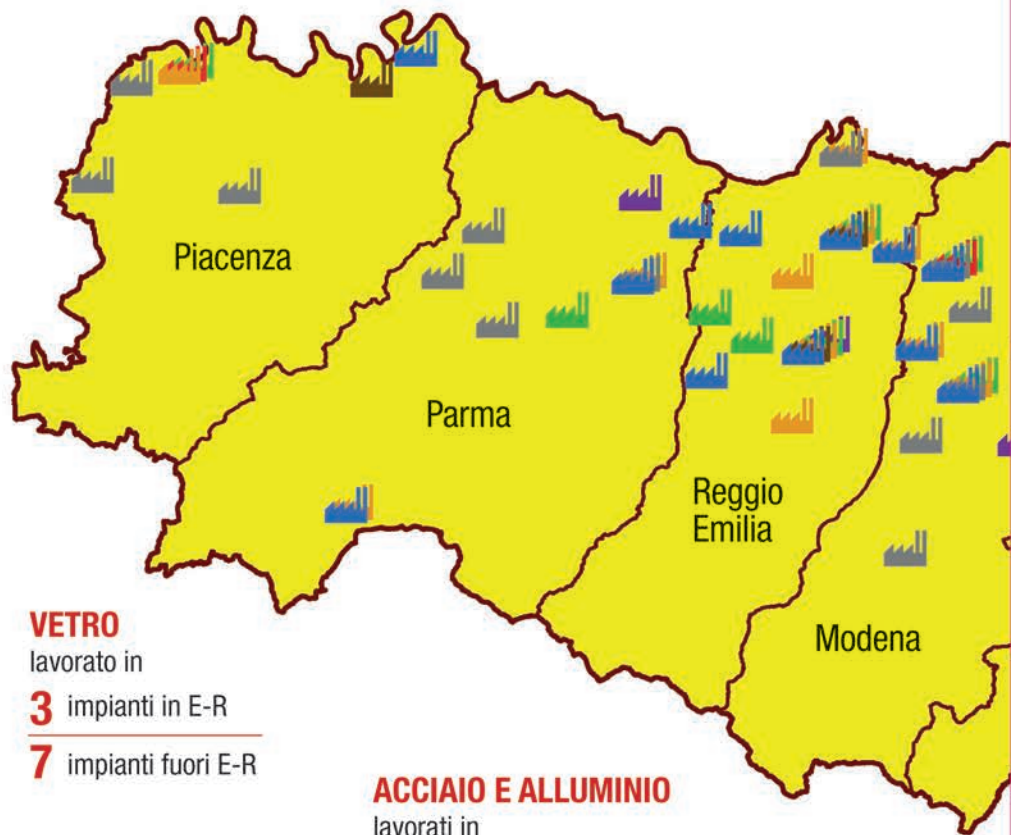 Piacenza
Parma
Reggio
Emilia
Modena
VETRO
lavorato in
3 impianti in E-R
7 impianti fuori E-R
ACCIAIO E ALLUMINIO
lavorati in